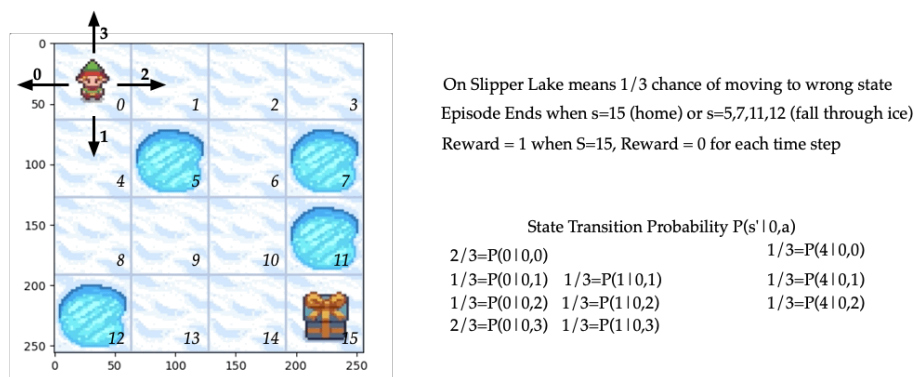 3
0
0 2
50 0 1 2 3
1
100
4 5 6 7
150
8 9 10 11
200
12 13 14 15
250
0 50 100 150 200 250
On Slipper Lake means 1/3 chance of moving to wrong state
Episode Ends when s=15 (home) or s=5,7,11,12 (fall through ice)
Reward = 1 when S=15, Reward = 0 for each time step
State Transition Probability P(s'|0,a)
2/3=P(0|0,0) 1/3=P(4|0,0)
1/3=P(0|0,1) 1/3=P(1|0,1) 1/3=P(4|0,1)
1/3=P(0|0,2) 1/3=P(1|0,2) 1/3=P(4|0,2)
2/3=P(0|0,3) 1/3=P(1|0,3)